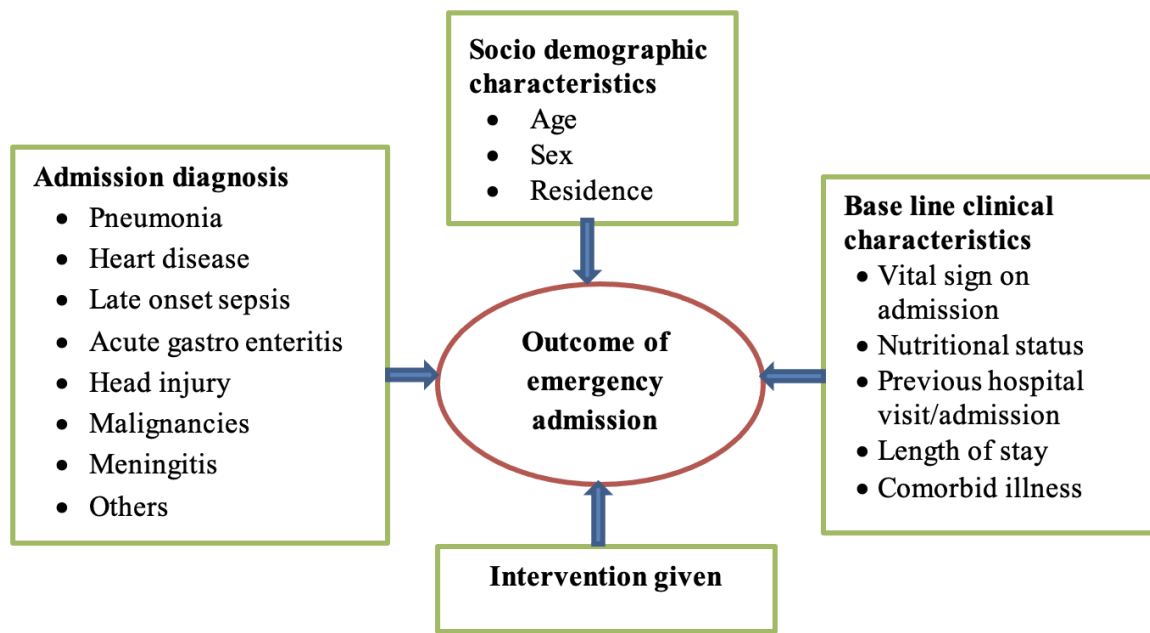 Socio demographic
characteristics
• Age
• Sex
• Residence
Admission diagnosis
• Pneumonia
• Heart disease
• Late onset sepsis
• Acute gastro enteritis
• Head injury
• Malignancies
• Meningitis
• Others
Outcome of
emergency
admission
Base line clinical
characteristics
• Vital sign on
admission
• Nutritional status
• Previous hospital
visit/admission
• Length of stay
• Comorbid illness
Intervention given